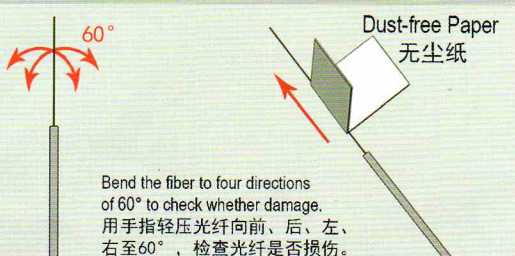 60°
Dust-free Paper
无尘纸
Bend the fiber to four directions
of 60° to check whether damage.
用手指轻压光纤向前、后、左、
右至60°，检查光纤是否损伤。